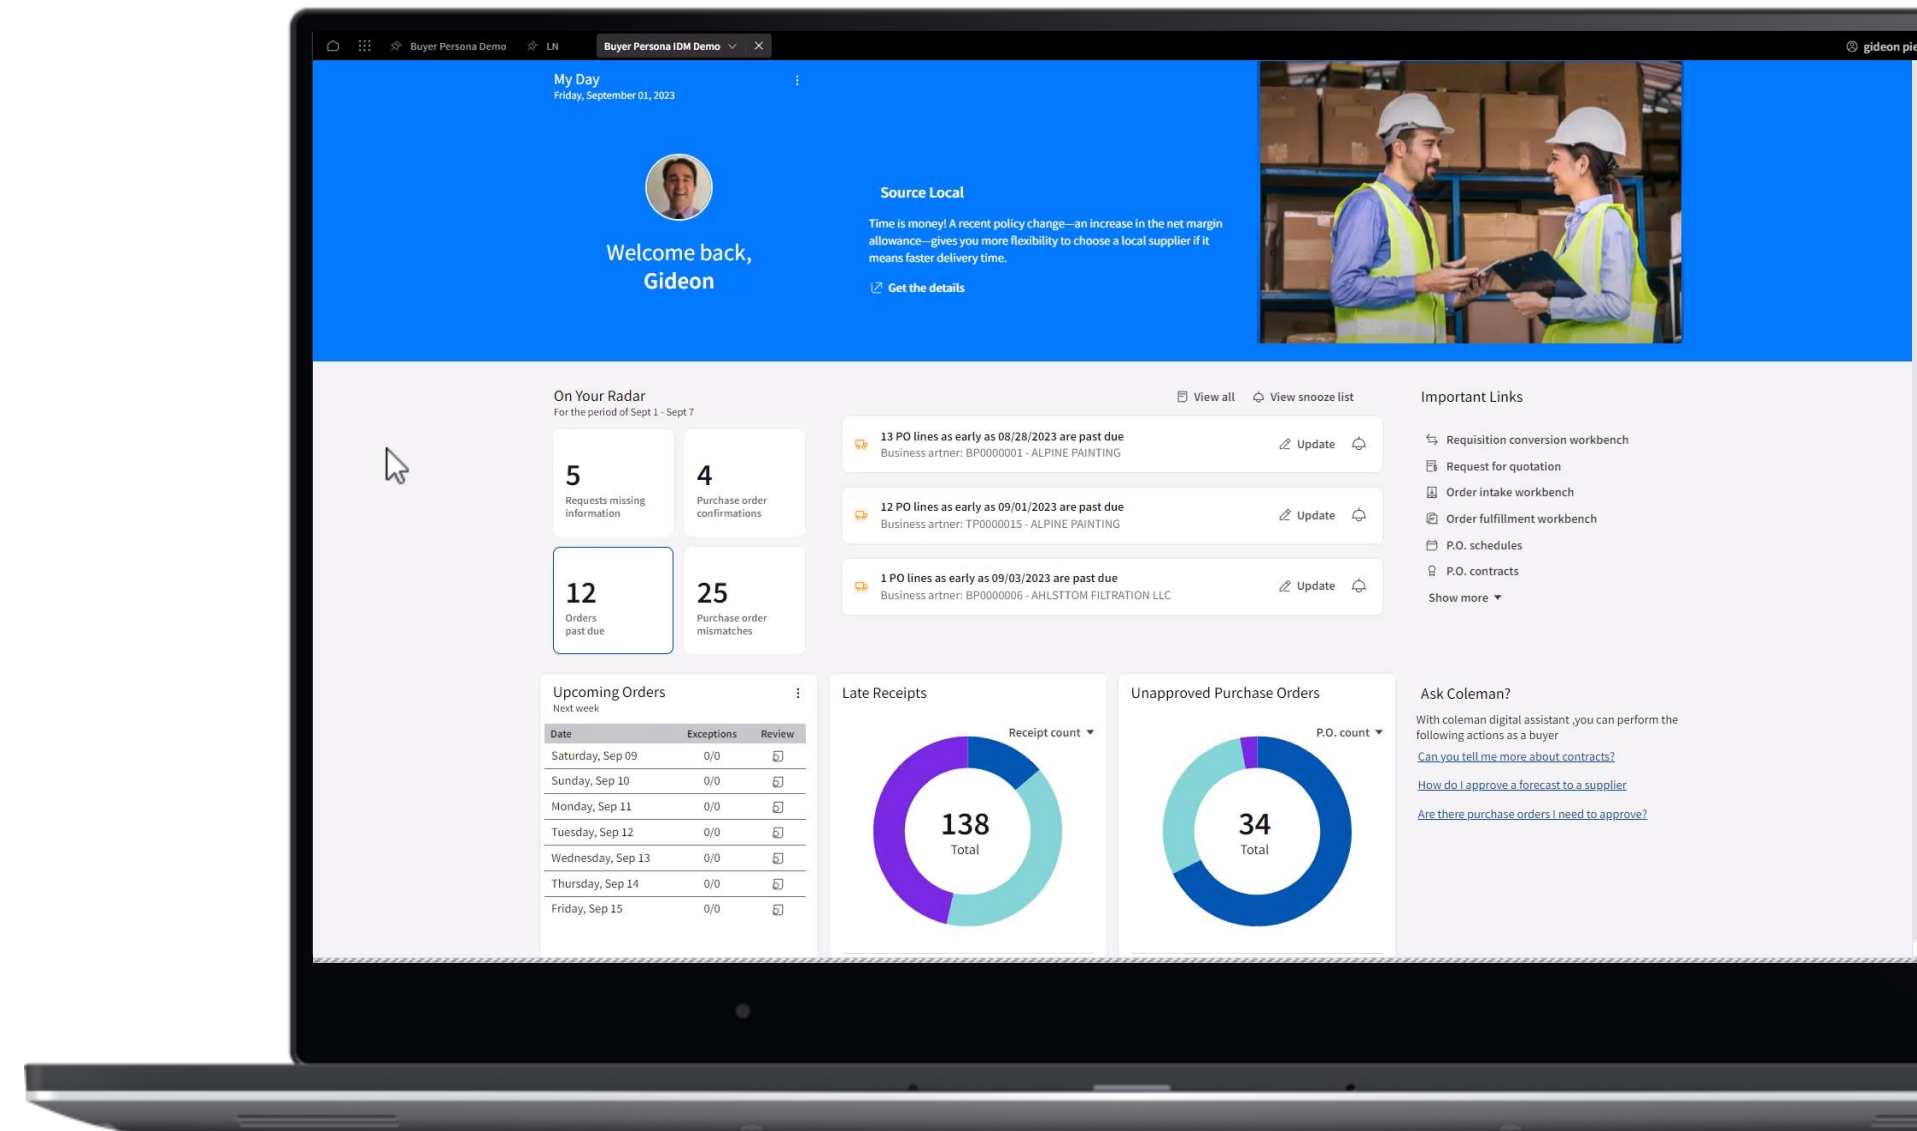 Buyer Persona Demo
LN
Buyer Persona IDM Demo
gideon pie
My Day
Friday, September 01, 2023
Welcome back,
Gideon
Source Local
Time is money! A recent policy change—an increase in the net margin
allowance—gives you more flexibility to choose a local supplier if it
means faster delivery time.
Get the details
On Your Radar
For the period of Sept 1 - Sept 7
5
Requests missing
information
4
Purchase order
confirmations
12
Orders
past due
25
Purchase order
mismatches
View all
View snooze list
13 PO lines as early as 08/28/2023 are past due
Business artner: BP0000001 - ALPINE PAINTING
Update
12 PO lines as early as 09/01/2023 are past due
Business artner: TP0000015 - ALPINE PAINTING
Update
1 PO lines as early as 09/03/2023 are past due
Business artner: BP0000006 - AHLSTTOM FILTRATION LLC
Update
Important Links
Requisition conversion workbench
Request for quotation
Order intake workbench
Order fulfillment workbench
P.O. schedules
P.O. contracts
Show more
Upcoming Orders
Next week
Date Exceptions Review
Saturday, Sep 09 0/0
Sunday, Sep 10 0/0
Monday, Sep 11 0/0
Tuesday, Sep 12 0/0
Wednesday, Sep 13 0/0
Thursday, Sep 14 0/0
Friday, Sep 15 0/0
Late Receipts
Receipt count
138
Total
Unapproved Purchase Orders
P.O. count
34
Total
Ask Coleman?
With coleman digital assistant ,you can perform the
following actions as a buyer
Can you tell me more about contracts?
How do I approve a forecast to a supplier
Are there purchase orders I need to approve?